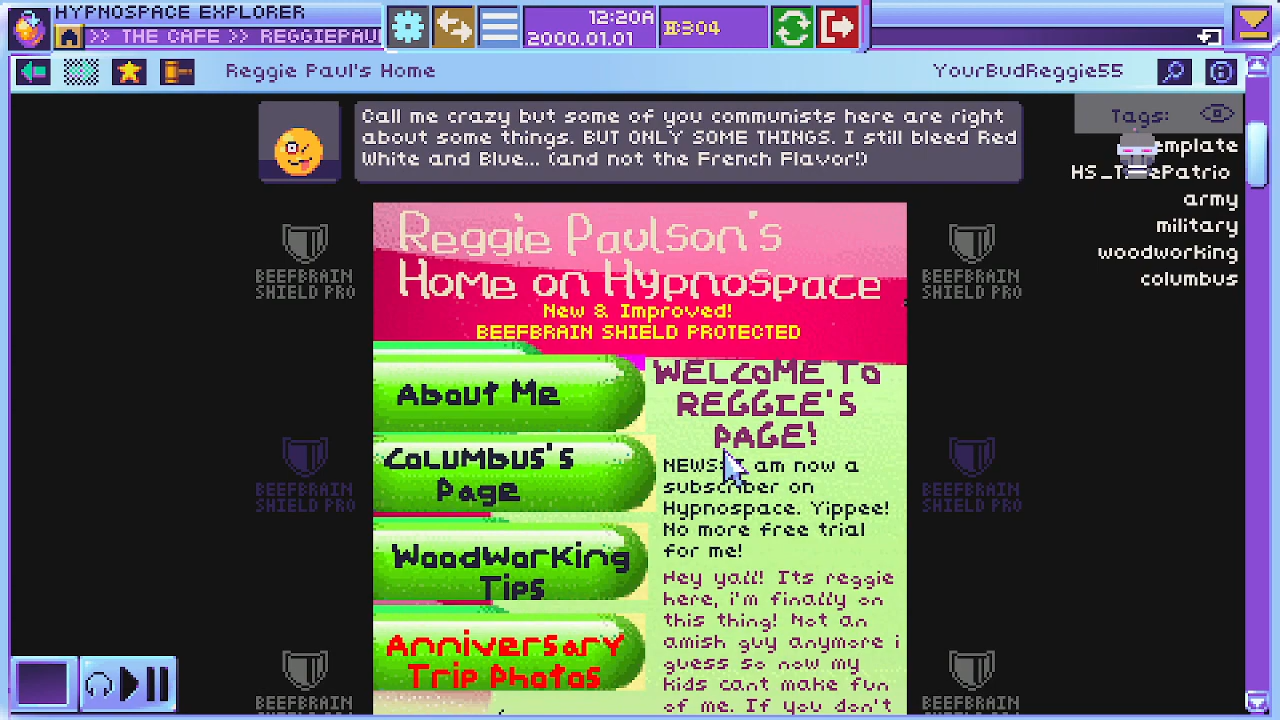 HYPNOSPACE EXPLORER
>> THE CAFE >> REGGIEPAU
12:20A
2000.01.01
304
Reggie Paul's Home
YourBudReggie55
Call me crazy but some of you communists here are right
about some things. BUT ONLY SOME THINGS. I still bleed Red
White and Blue... (and not the French Flavor!)
Tags:
emplate
army
military
woodworking
columbus
Reggie Paulson's
Home on Hypnospace
New & Improved!
BEEFBRAIN SHIELD PROTECTED
About Me
Columbus's
Page
Woodworking
Tips
Anniversary
Trip Photos
WELCOME TO
REGGIE'S
PAGE!
NEWS: I am now a
subscriber on
Hypnospace. Yippee!
No more free trial
for me!
Hey yall! Its reggie
here, i'm finally on
this thing! Not an
amish guy anymore i
guess so now my
kids cant make fun
of me. If you don't
BEEFBRAIN
SHIELD PRO
BEEFBRAIN
SHIELD PRO
BEEFBRAIN
SHIELD PRO
BEEFBRAIN
SHIELD PRO
BEEFBRAIN
SHIELD PRO
BEEFBRAIN
SHIELD PRO